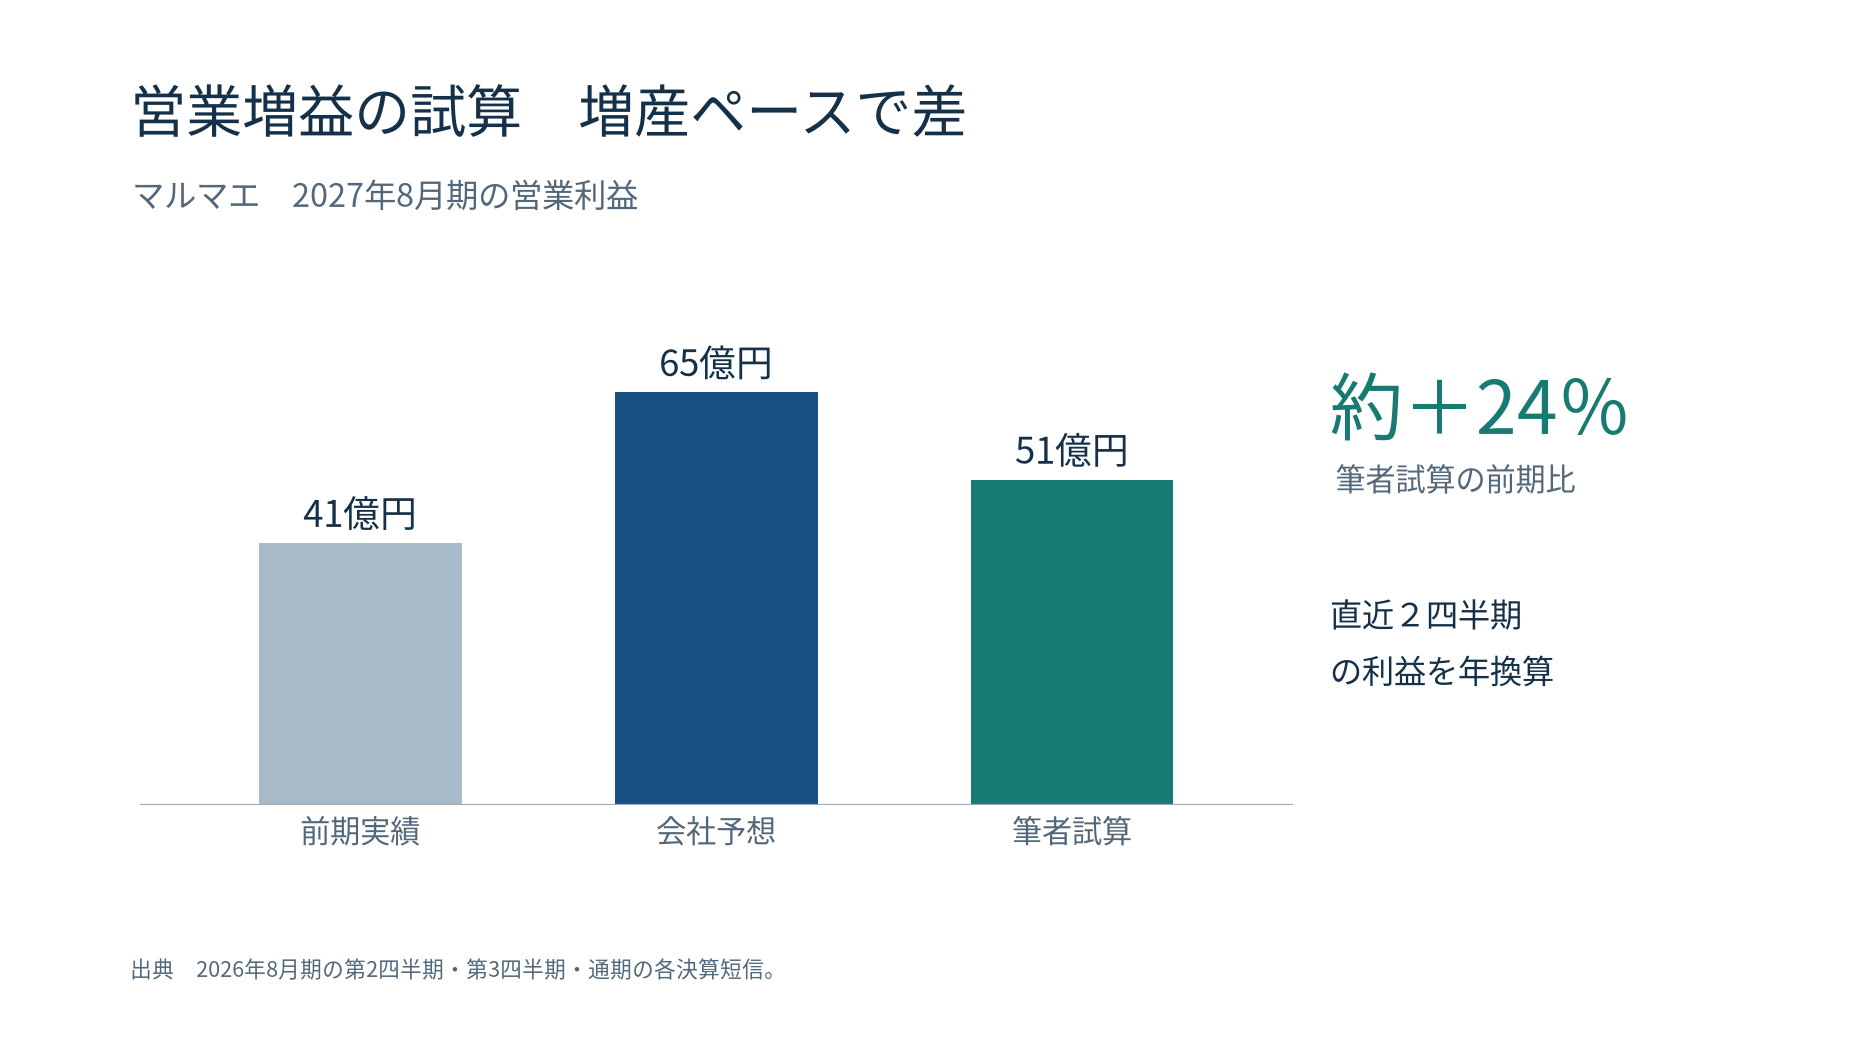 営業増益の試算　増産ペースで差
マルマエ　2027年8月期の営業利益
65億円
51億円
41億円
約＋24％
筆者試算の前期比
直近２四半期
の利益を年換算
前期実績
会社予想
筆者試算
出典　2026年8月期の第2四半期・第3四半期・通期の各決算短信。